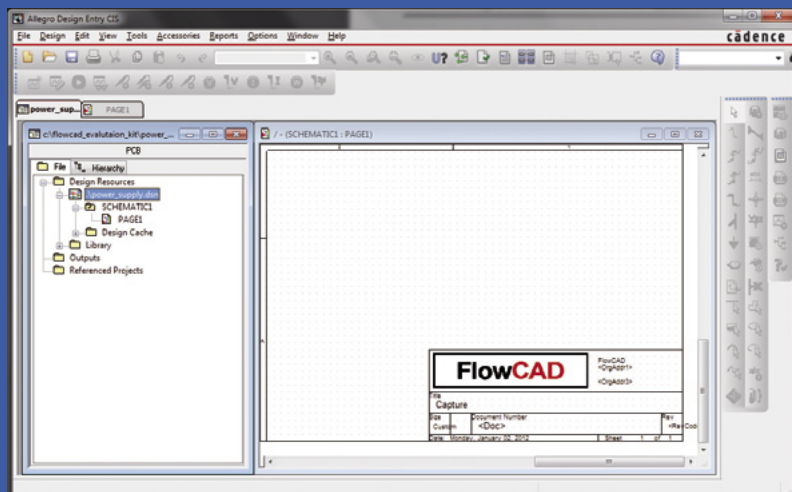 Allegro Design Entry CIS
File Design Edit View Tools Accessories Reports Options Window Help
cādence
U?
power_sup... PAGE1
c:\flowcad_evalutaion_kit\power_...
PCB
File Hierarchy
Design Resources
.\power_supply.dsn
SCHEMATIC1
PAGE1
Design Cache
Library
Outputs
Referenced Projects
/ - (SCHEMATIC1 : PAGE1)
FlowCAD
FlowCAD
<OrgAddr1>
<OrgAddr3>
Title
Capture
Size Document Number Rev
Custom <Doc> <RevCod
Date: Monday, January 02, 2012 Sheet 1 of 1